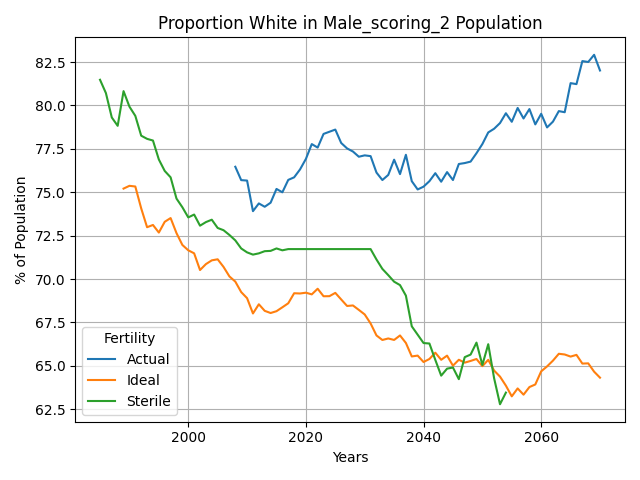 Proportion White in Male_scoring_2 Population
% of Population
82.5
80.0
77.5
75.0
72.5
70.0
67.5
65.0
62.5
Fertility
Actual
Ideal
Sterile
2000
2020
2040
2060
Years